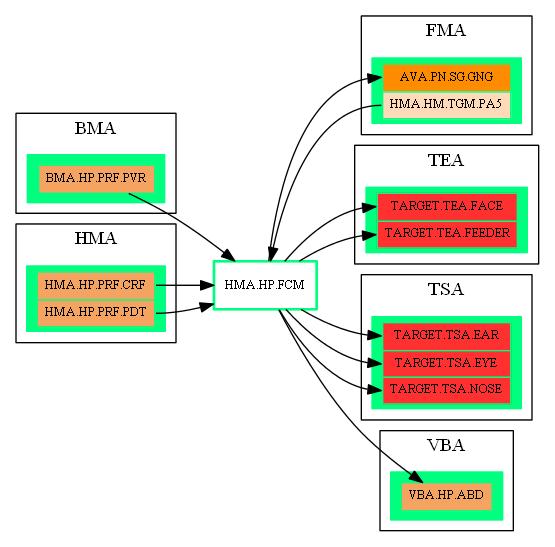 FMA
AVA.PN.SG.GNG
HMA.HM.TGM.PA5
BMA
BMA.HP.PRF.PVR
TEA
TARGET.TEA.FACE
TARGET.TEA.FEEDER
HMA
HMA.HP.PRF.CRF
HMA.HP.PRF.PDT
HMA.HP.FCM
TSA
TARGET.TSA.EAR
TARGET.TSA.EYE
TARGET.TSA.NOSE
VBA
VBA.HP.ABD